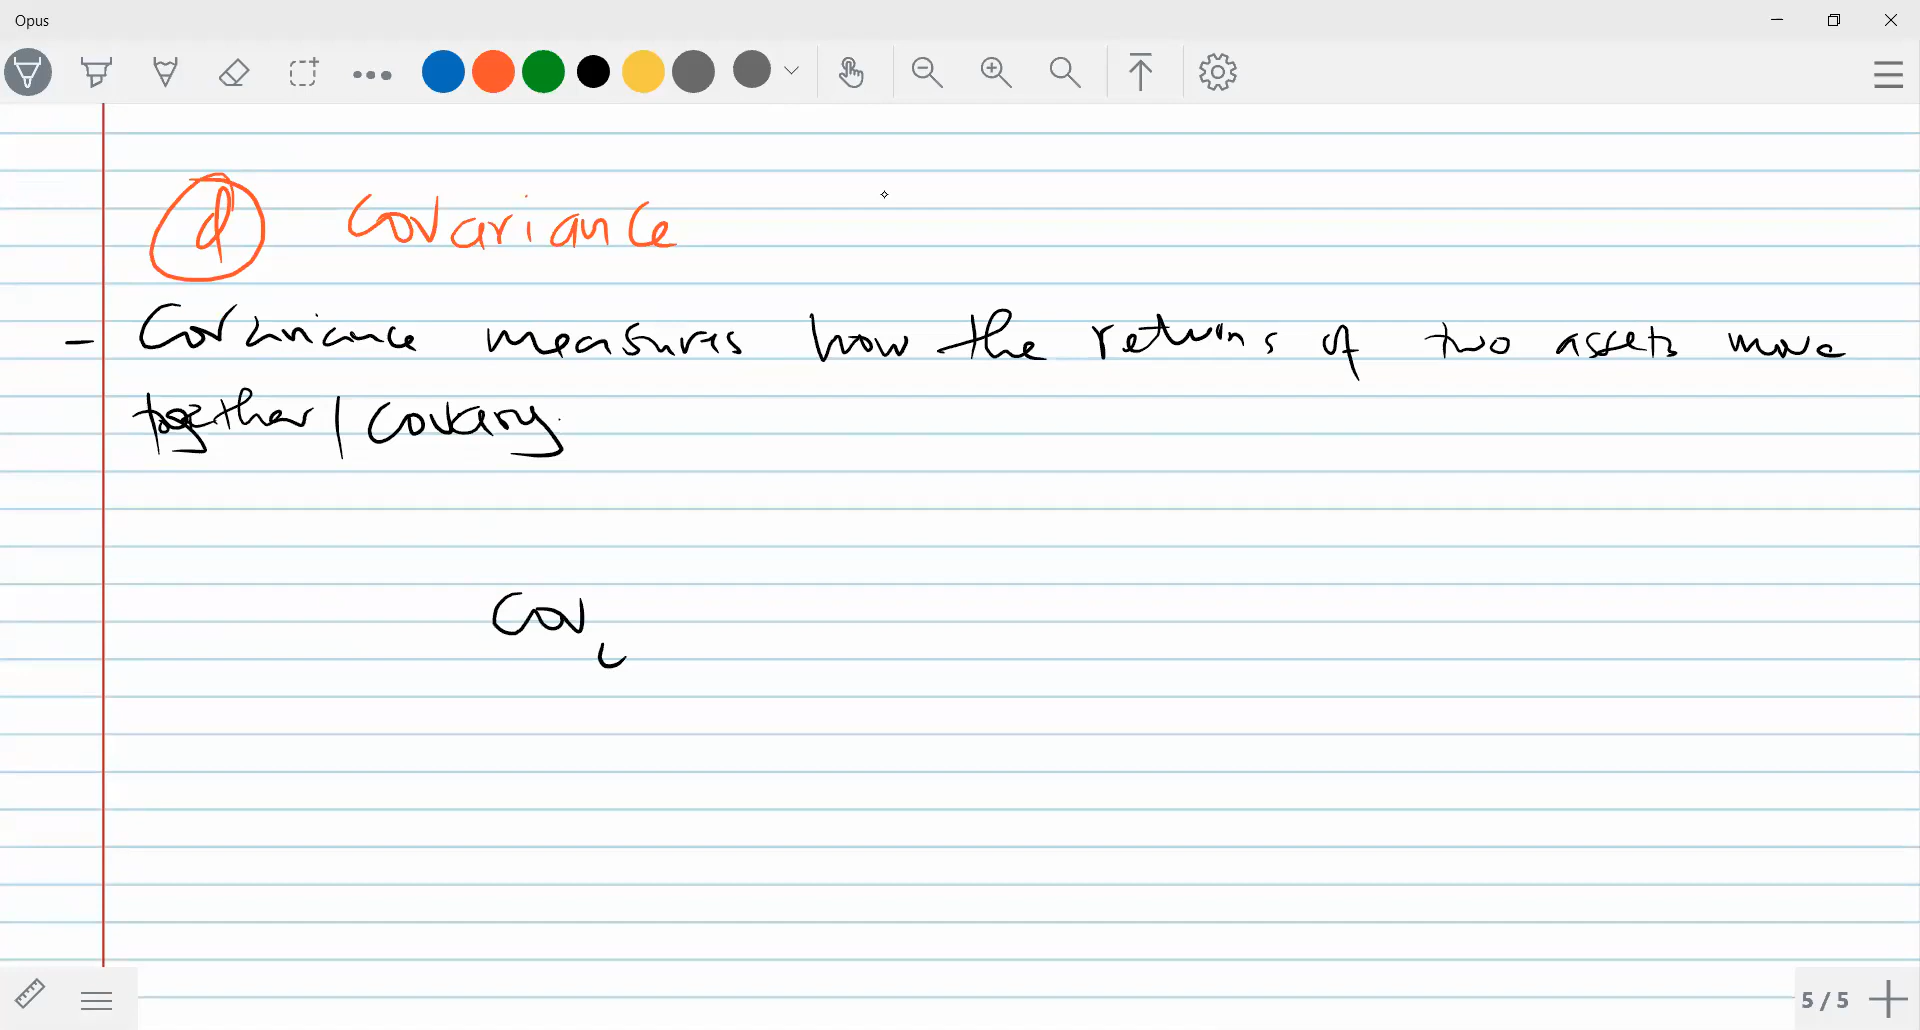 Opus
d Covariance
- Covariance measures how the returns of two assets move
together / Covary.
Cov
5 / 5